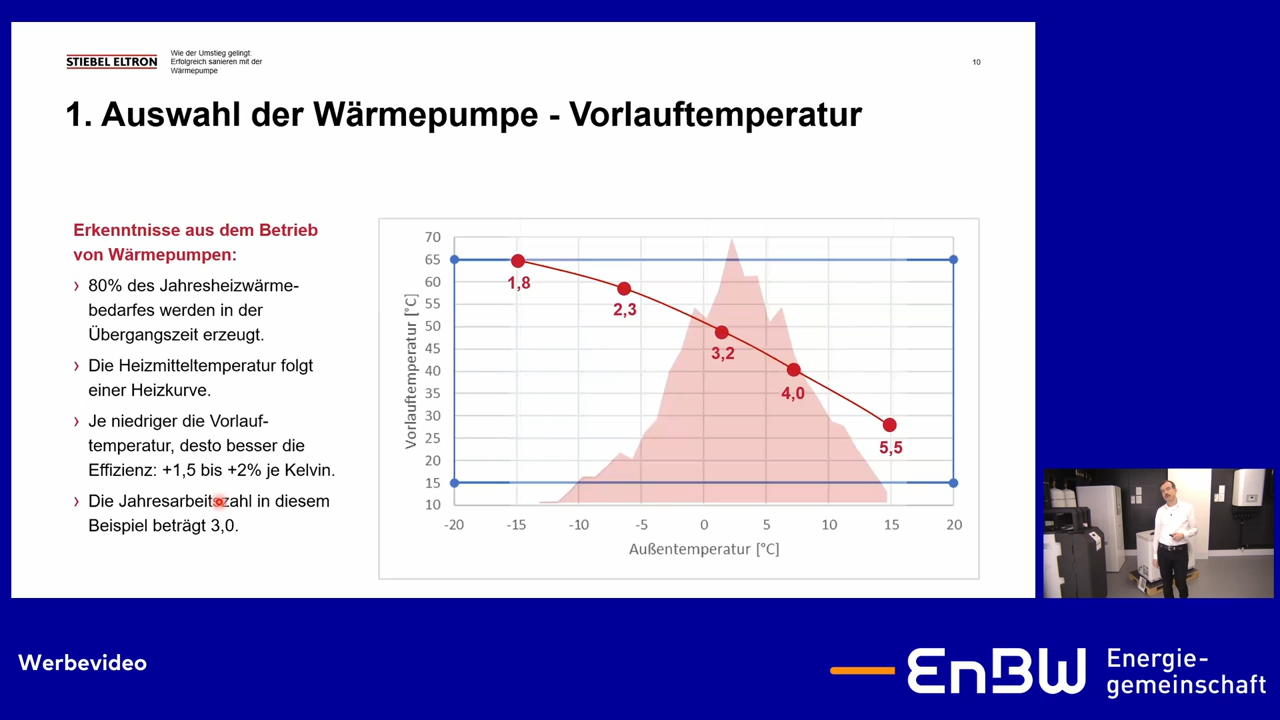 STIEBEL ELTRON
Wie der Umstieg gelingt:
Erfolgreich sanieren mit der
Wärmepumpe
10
1. Auswahl der Wärmepumpe - Vorlauftemperatur
Erkenntnisse aus dem Betrieb
von Wärmepumpen:
› 80% des Jahresheizwärme-
bedarfes werden in der
Übergangszeit erzeugt.
› Die Heizmitteltemperatur folgt
einer Heizkurve.
› Je niedriger die Vorlauf-
temperatur, desto besser die
Effizienz: +1,5 bis +2% je Kelvin.
› Die Jahresarbeitszahl in diesem
Beispiel beträgt 3,0.
Vorlauftemperatur [°C]
70
65
60
55
50
45
40
35
30
25
20
15
10
1,8
2,3
3,2
4,0
5,5
-20 -15 -10 -5 0 5 10 15 20
Außentemperatur [°C]
Werbevideo
EnBW
Energie-
gemeinschaft